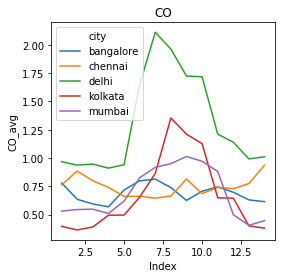 CO
city
bangalore
chennai
delhi
kolkata
mumbai
CO_avg
2.00
1.75
1.50
1.25
1.00
0.75
0.50
2.5
5.0
7.5
10.0
12.5
Index